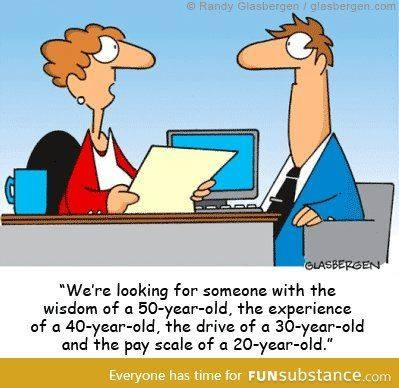 © Randy Glasbergen / glasbergen.com
GLASBERGEN
“We’re looking for someone with the
wisdom of a 50-year-old, the experience
of a 40-year-old, the drive of a 30-year-old
and the pay scale of a 20-year-old.”
Everyone has time for FUNsubstance.com